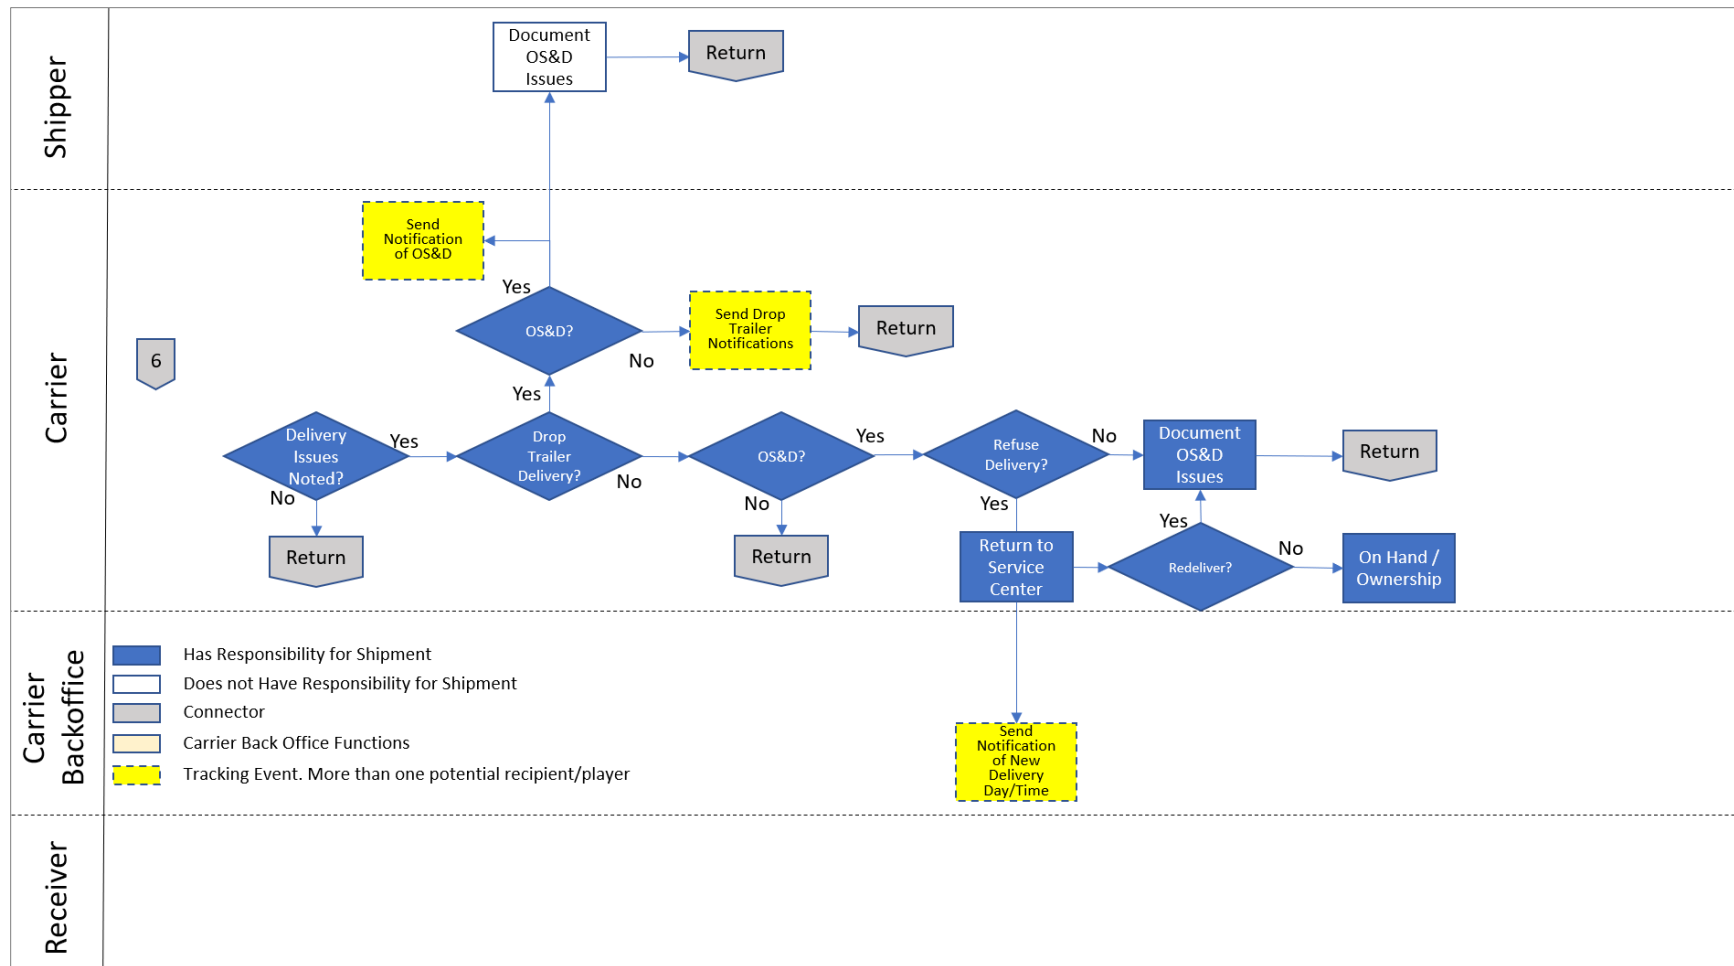 Shipper
Document
OS&D
Issues
Return
Carrier
Send
Notification
of OS&D
Yes
OS&D?
No
Send Drop
Trailer
Notifications
Return
6
Yes
Delivery
Issues
Noted?
Yes
No
Return
Drop
Trailer
Delivery?
No
OS&D?
Yes
No
Return
Refuse
Delivery?
No
Yes
Document
OS&D
Issues
Return
Return to
Service
Center
Yes
Redeliver?
No
On Hand /
Ownership
Carrier
Backoffice
Has Responsibility for Shipment
Does not Have Responsibility for Shipment
Connector
Carrier Back Office Functions
Tracking Event. More than one potential recipient/player
Send
Notification
of New
Delivery
Day/Time
Receiver